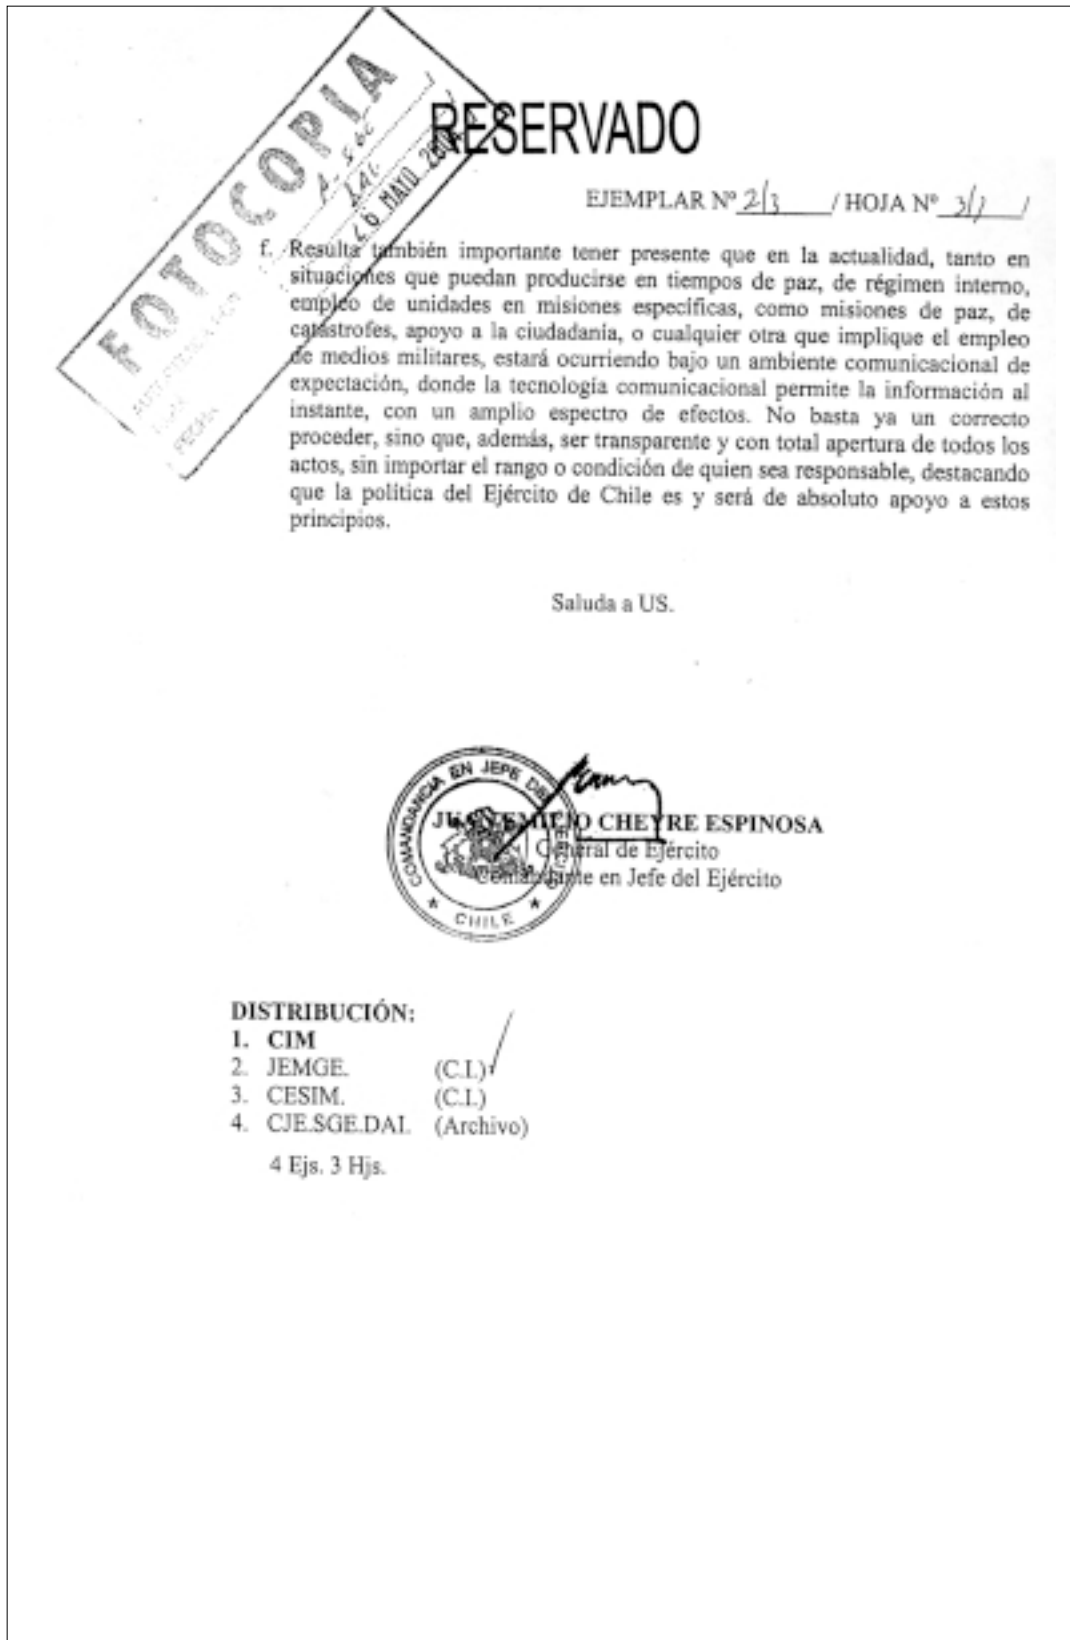 FOTOCOPIA
RESERVADO
EJEMPLAR Nº 2/3 / HOJA Nº 3/ /
f. Resulta también importante tener presente que en la actualidad, tanto en
situaciones que puedan producirse en tiempos de paz, de régimen interno,
empleo de unidades en misiones específicas, como misiones de paz, de
catástrofes, apoyo a la ciudadanía, o cualquier otra que implique el empleo
de medios militares, estará ocurriendo bajo un ambiente comunicacional de
expectación, donde la tecnología comunicacional permite la información al
instante, con un amplio espectro de efectos. No basta ya un correcto
proceder, sino que, además, ser transparente y con total apertura de todos los
actos, sin importar el rango o condición de quien sea responsable, destacando
que la política del Ejército de Chile es y será de absoluto apoyo a estos
principios.
Saluda a US.
COMANDANCIA EN JEFE DEL EJERCITO
CHILE
JUAN EMILIO CHEYRE ESPINOSA
General de Ejército
Comandante en Jefe del Ejército
DISTRIBUCIÓN:
1. CIM
2. JEMGE. (C.I.)
3. CESIM. (C.I.)
4. CJE.SGE.DAI. (Archivo)
4 Ejs. 3 Hjs.